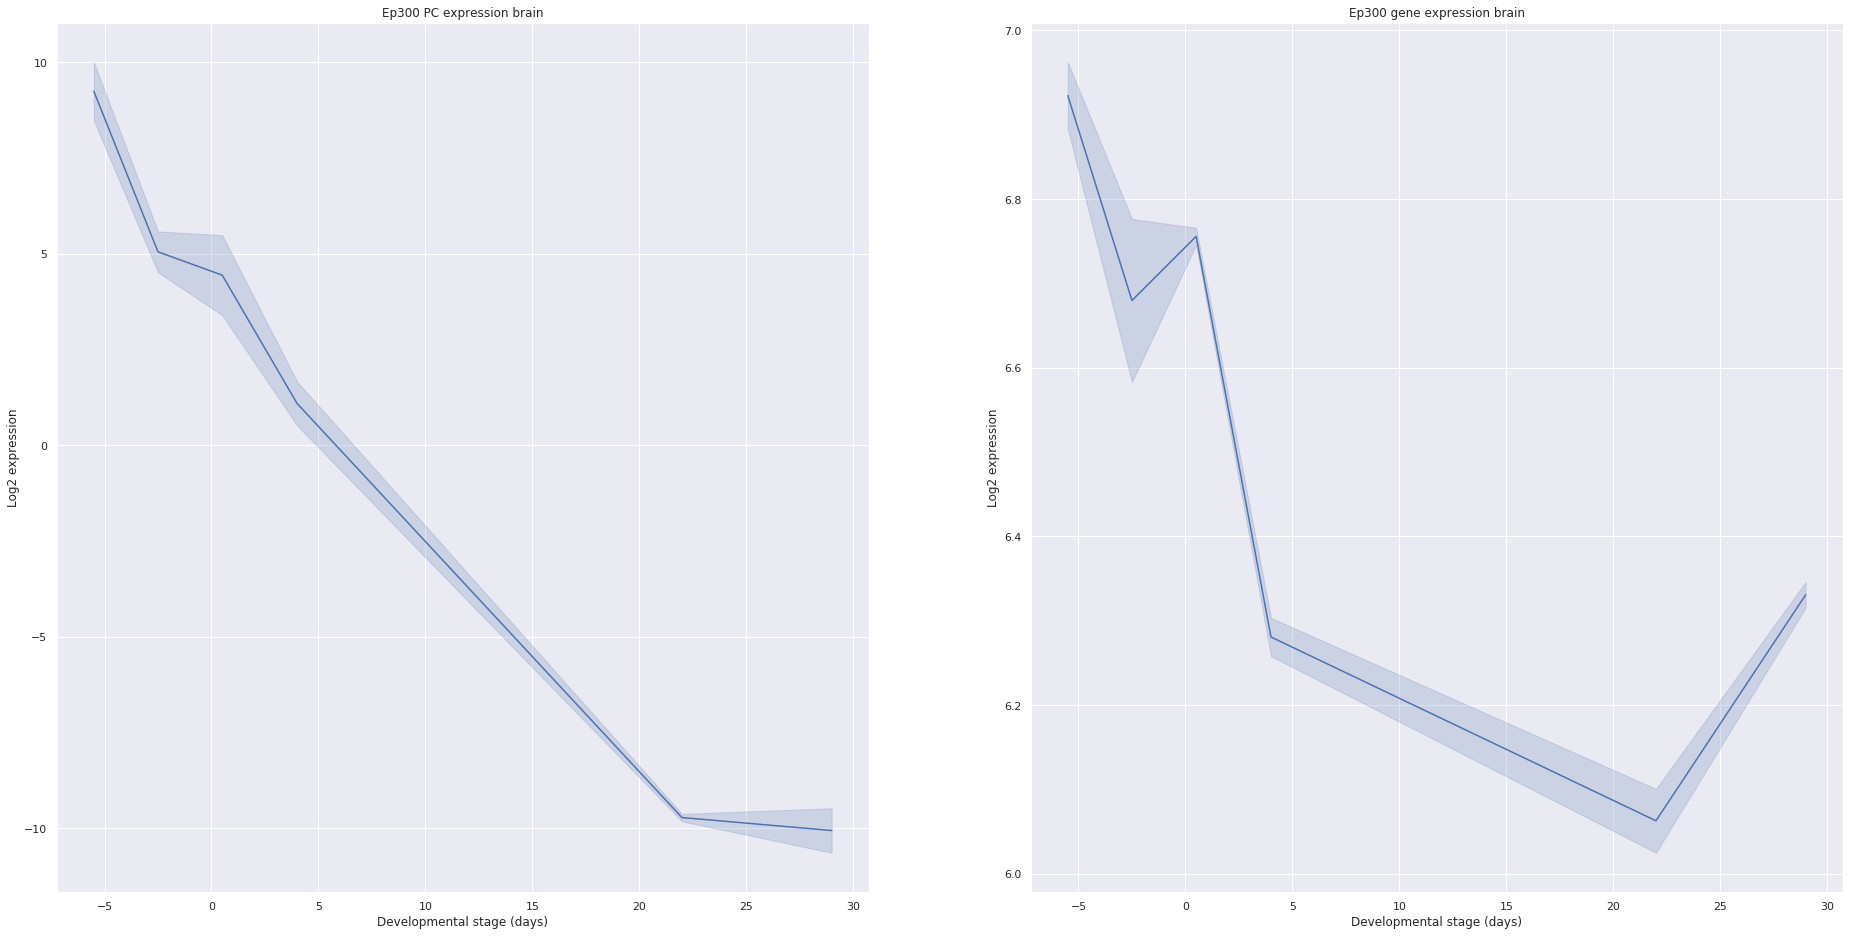 Ep300 PC expression brain
Log2 expression
10
5
0
−5
−10
−5 0 5 10 15 20 25 30
Developmental stage (days)
Ep300 gene expression brain
Log2 expression
7.0
6.8
6.6
6.4
6.2
6.0
−5 0 5 10 15 20 25 30
Developmental stage (days)